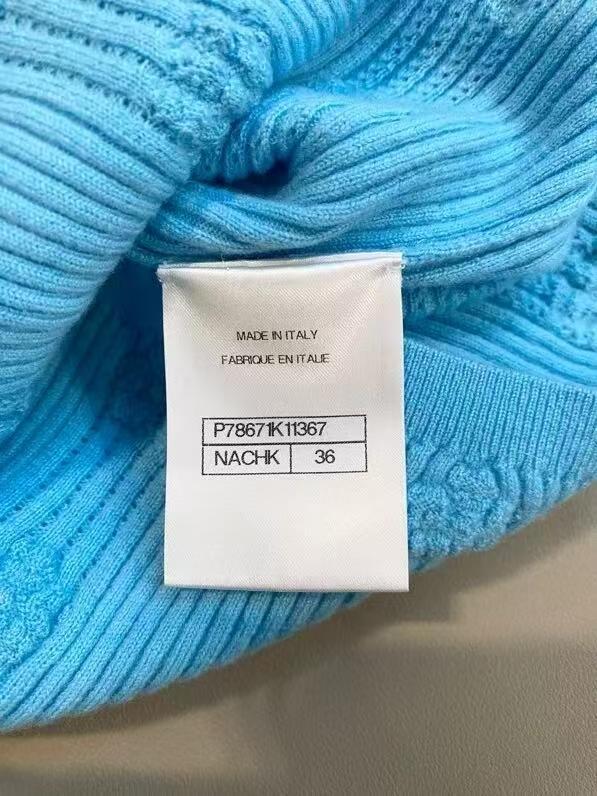 MADE IN ITALY
FABRIQUE EN ITALIE
P78671K11367
NACHK 36